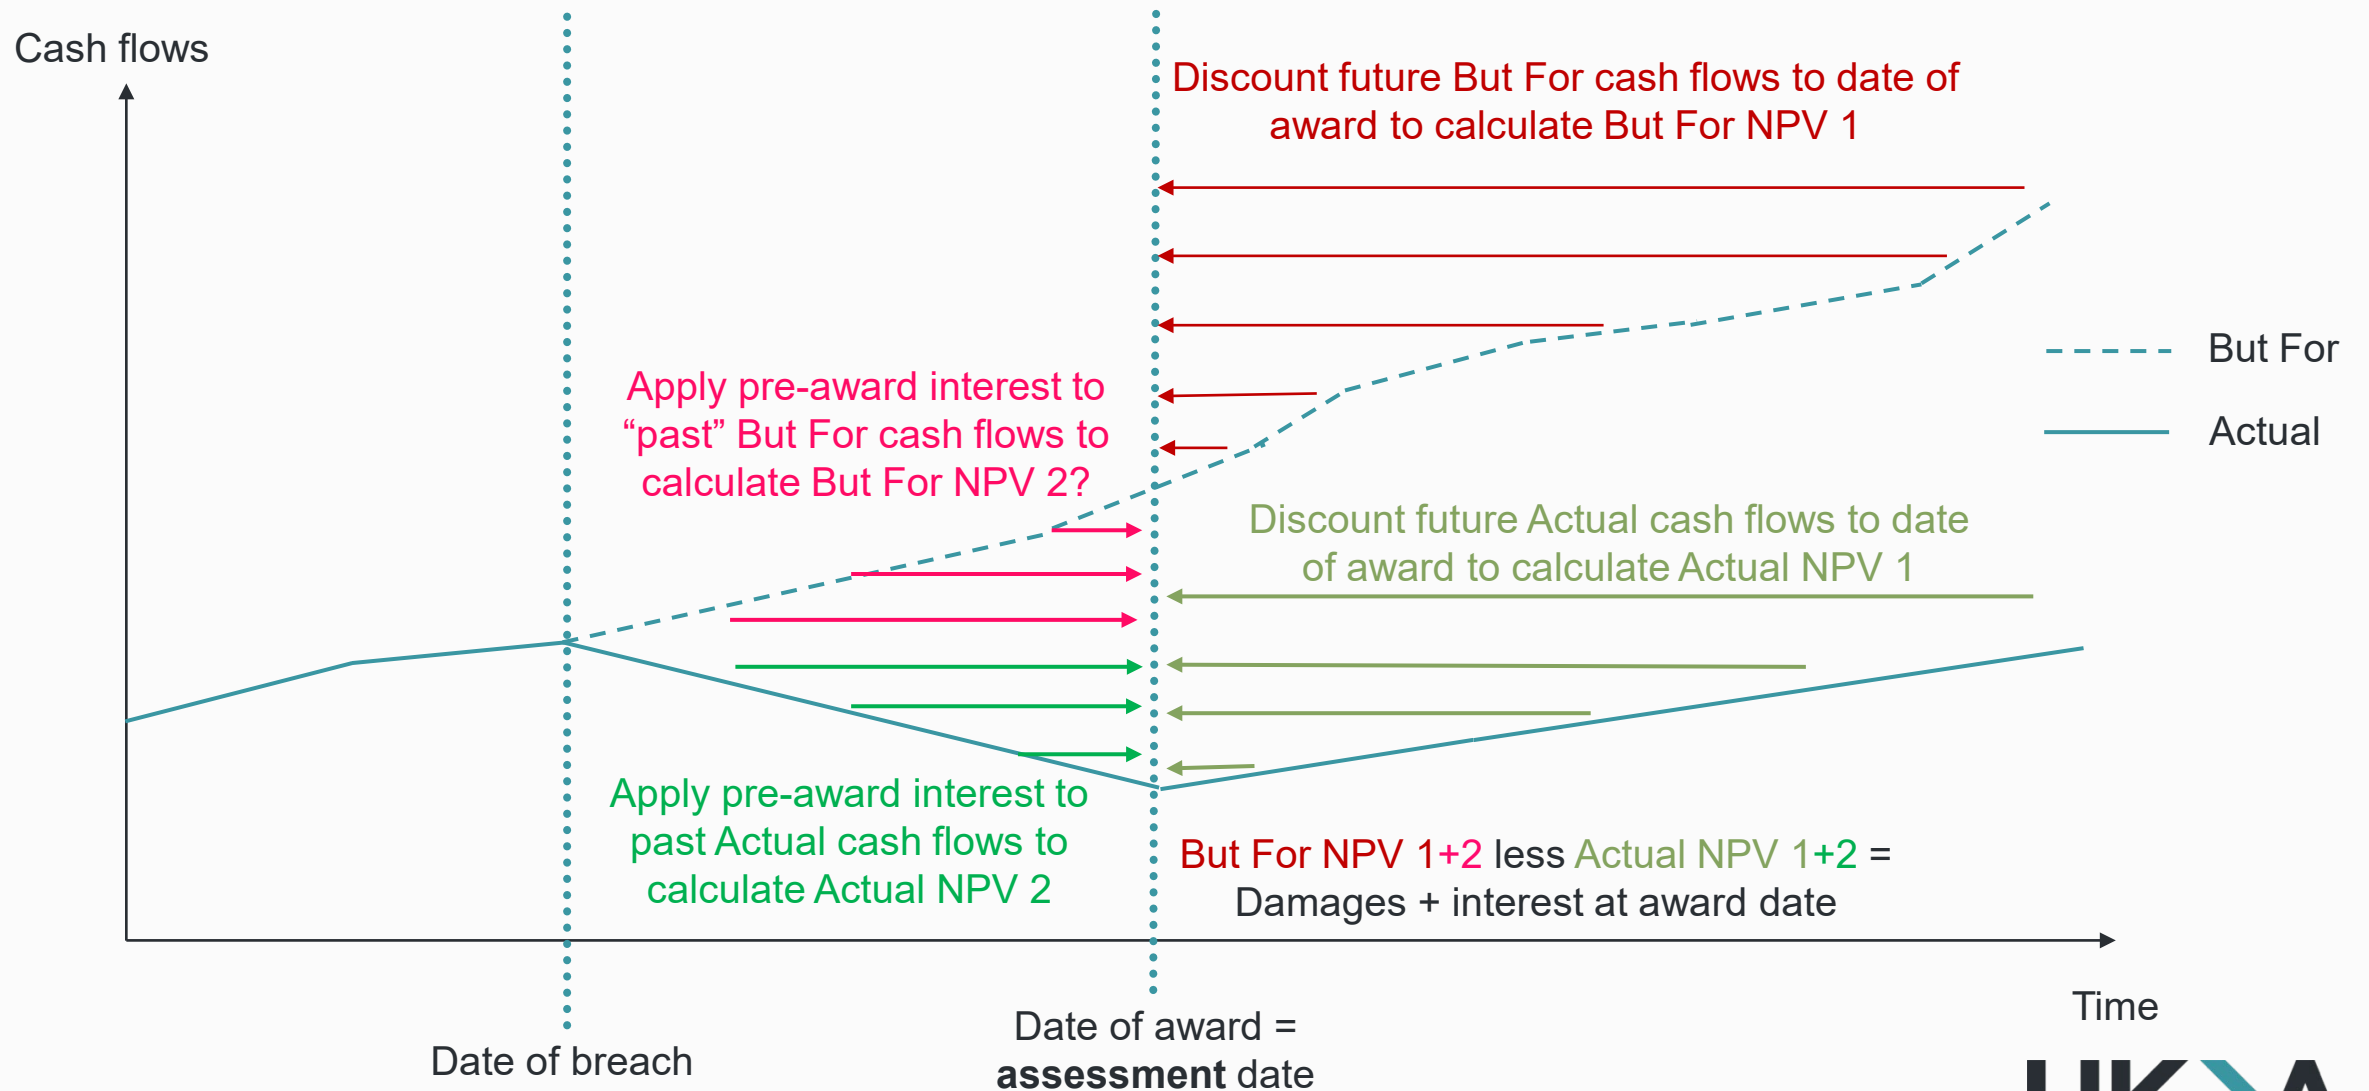 Cash flows
Discount future But For cash flows to date of
award to calculate But For NPV 1
But For
Actual
Apply pre-award interest to
“past” But For cash flows to
calculate But For NPV 2?
Discount future Actual cash flows to date
of award to calculate Actual NPV 1
Apply pre-award interest to
past Actual cash flows to
calculate Actual NPV 2
But For NPV 1+2 less Actual NPV 1+2 =
Damages + interest at award date
Time
Date of breach
Date of award =
assessment date